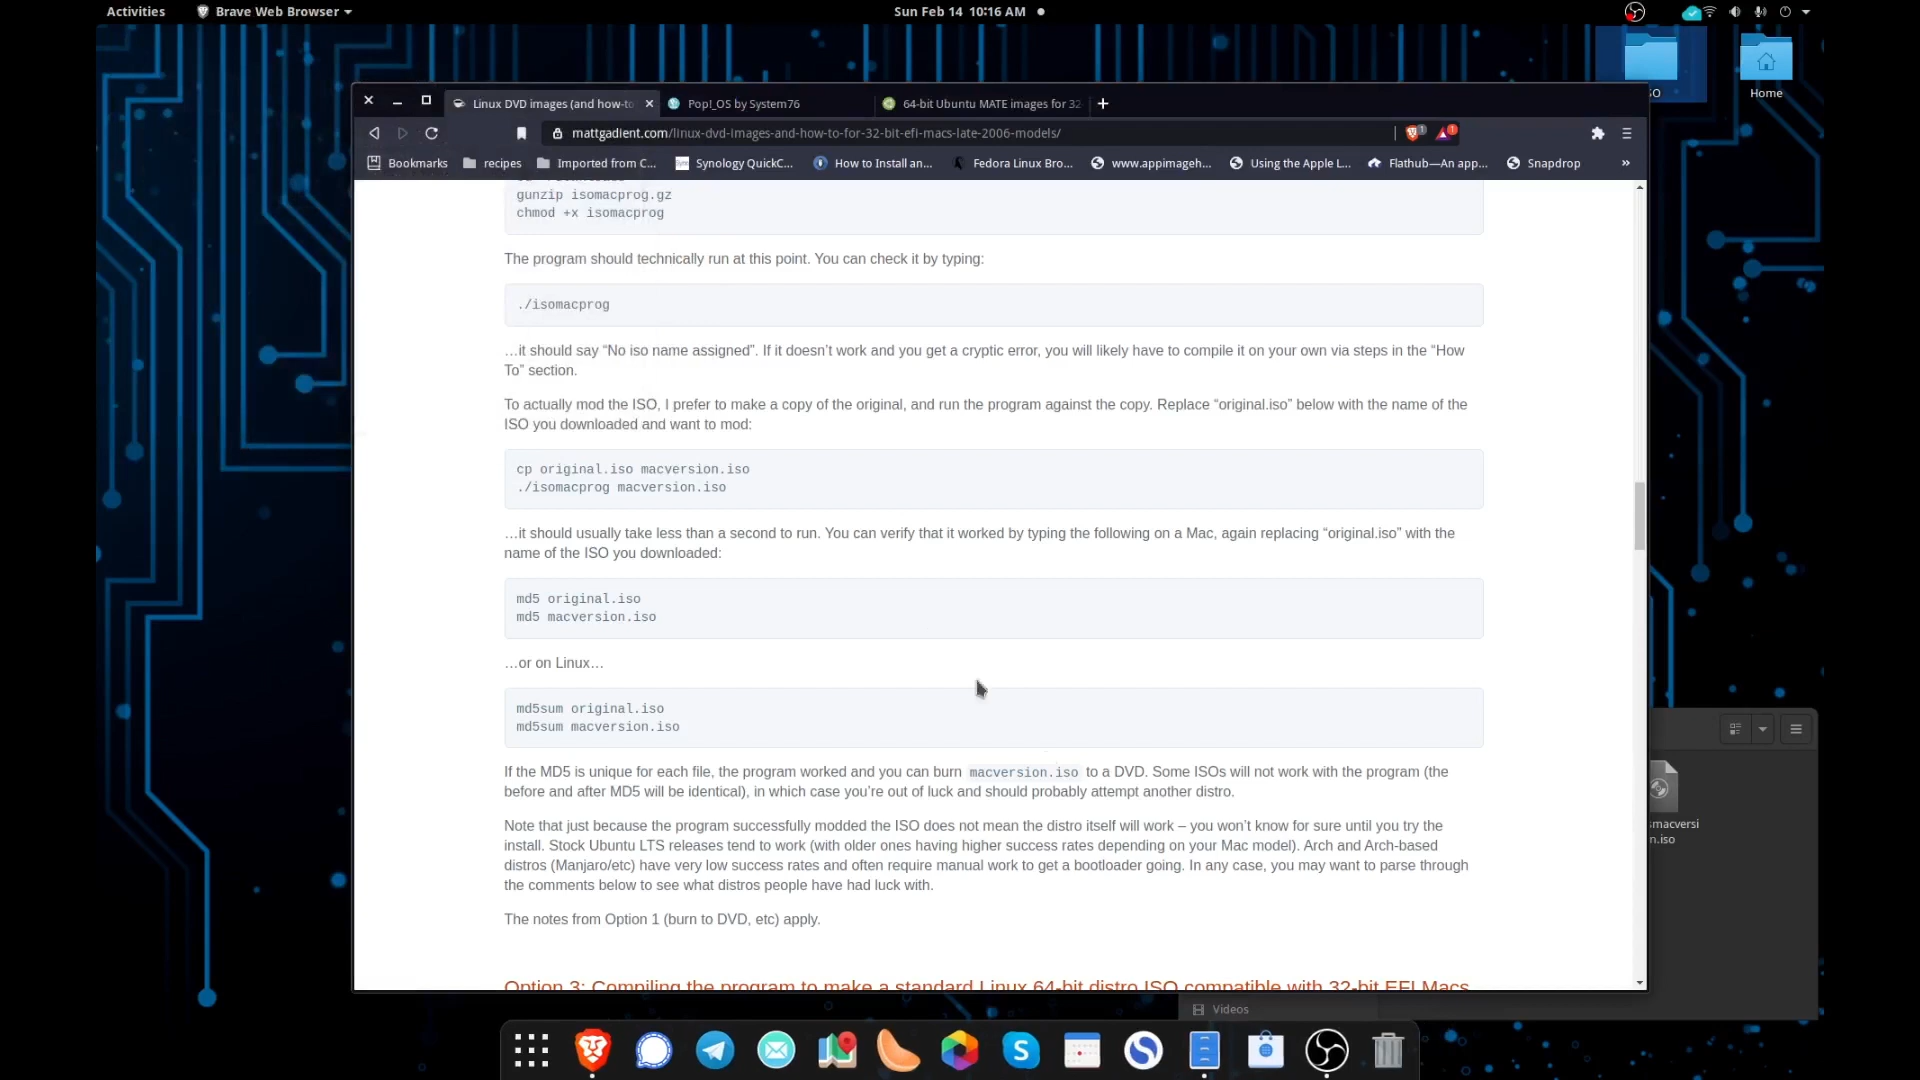 Activities
Brave Web Browser
Sun Feb 14 10:16 AM
Home
Linux DVD images (and how-to
Pop!_OS by System76
64-bit Ubuntu MATE images for 32
mattgadient.com/linux-dvd-images-and-how-to-for-32-bit-efi-macs-late-2006-models/
1
1
Bookmarks
recipes
Imported from C...
Synology QuickC...
How to Install an...
Fedora Linux Bro...
www.appimageh...
Using the Apple L...
Flathub—An app...
Snapdrop
»
gunzip isomacprog.gz
chmod +x isomacprog
The program should technically run at this point. You can check it by typing:
./isomacprog
…it should say “No iso name assigned”. If it doesn’t work and you get a cryptic error, you will likely have to compile it on your own via steps in the “How
To” section.
To actually mod the ISO, I prefer to make a copy of the original, and run the program against the copy. Replace “original.iso” below with the name of the
ISO you downloaded and want to mod:
cp original.iso macversion.iso
./isomacprog macversion.iso
…it should usually take less than a second to run. You can verify that it worked by typing the following on a Mac, again replacing “original.iso” with the
name of the ISO you downloaded:
md5 original.iso
md5 macversion.iso
…or on Linux…
md5sum original.iso
md5sum macversion.iso
If the MD5 is unique for each file, the program worked and you can burn macversion.iso to a DVD. Some ISOs will not work with the program (the
before and after MD5 will be identical), in which case you’re out of luck and should probably attempt another distro.
Note that just because the program successfully modded the ISO does not mean the distro itself will work – you won’t know for sure until you try the
install. Stock Ubuntu LTS releases tend to work (with older ones having higher success rates depending on your Mac model). Arch and Arch-based
distros (Manjaro/etc) have very low success rates and often require manual work to get a bootloader going. In any case, you may want to parse through
the comments below to see what distros people have had luck with.
The notes from Option 1 (burn to DVD, etc) apply.
Option 3: Compiling the program to make a standard Linux 64-bit distro ISO compatible with 32-bit EFI Macs
smacversi
n.iso
Videos